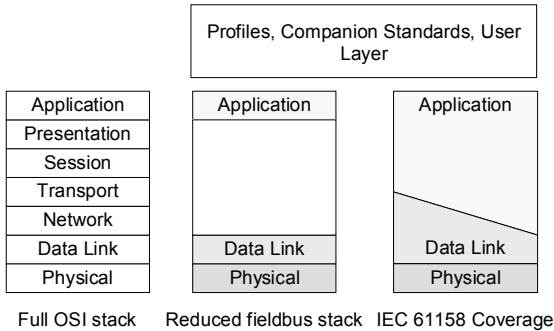 Profiles, Companion Standards, User
Layer
Application
Presentation
Session
Transport
Network
Data Link
Physical
Full OSI stack
Application
Data Link
Physical
Reduced fieldbus stack
Application
Data Link
Physical
IEC 61158 Coverage